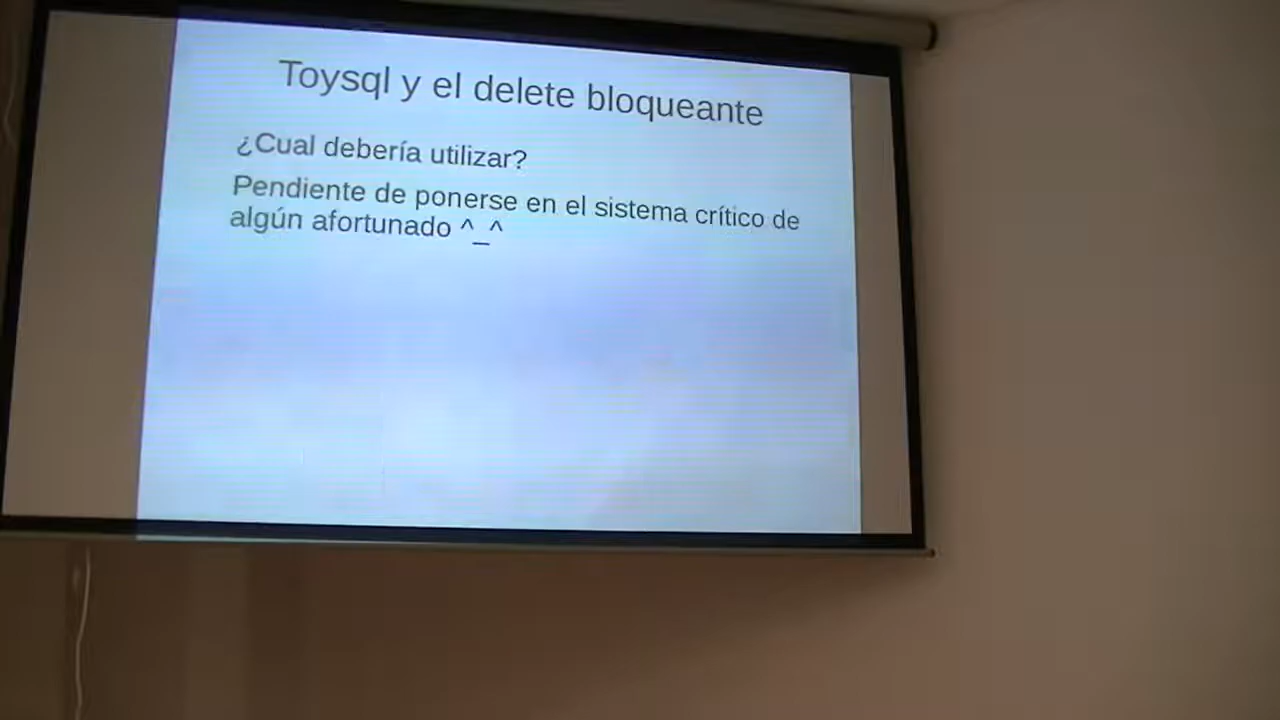 Toysql y el delete bloqueante
¿Cual debería utilizar?
Pendiente de ponerse en el sistema crítico de
algún afortunado ^_^